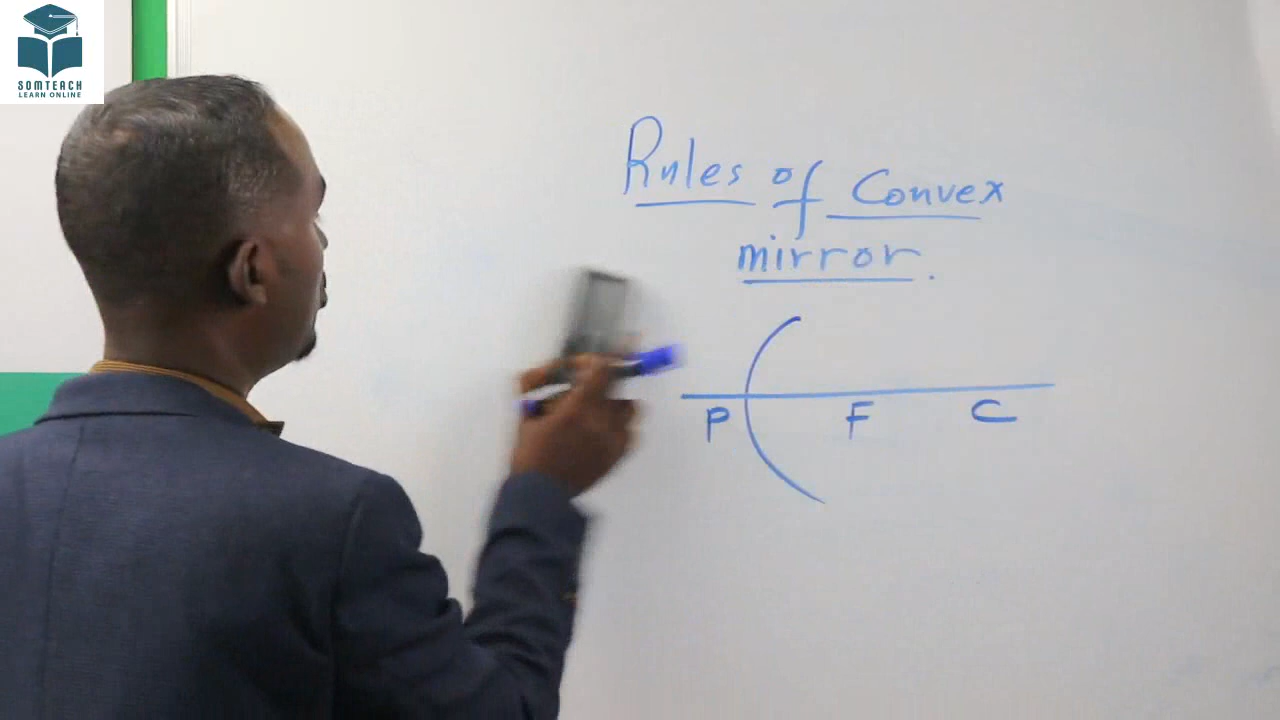 SOMTEACH
LEARN ONLINE
Rules of Convex
mirror.
P F C